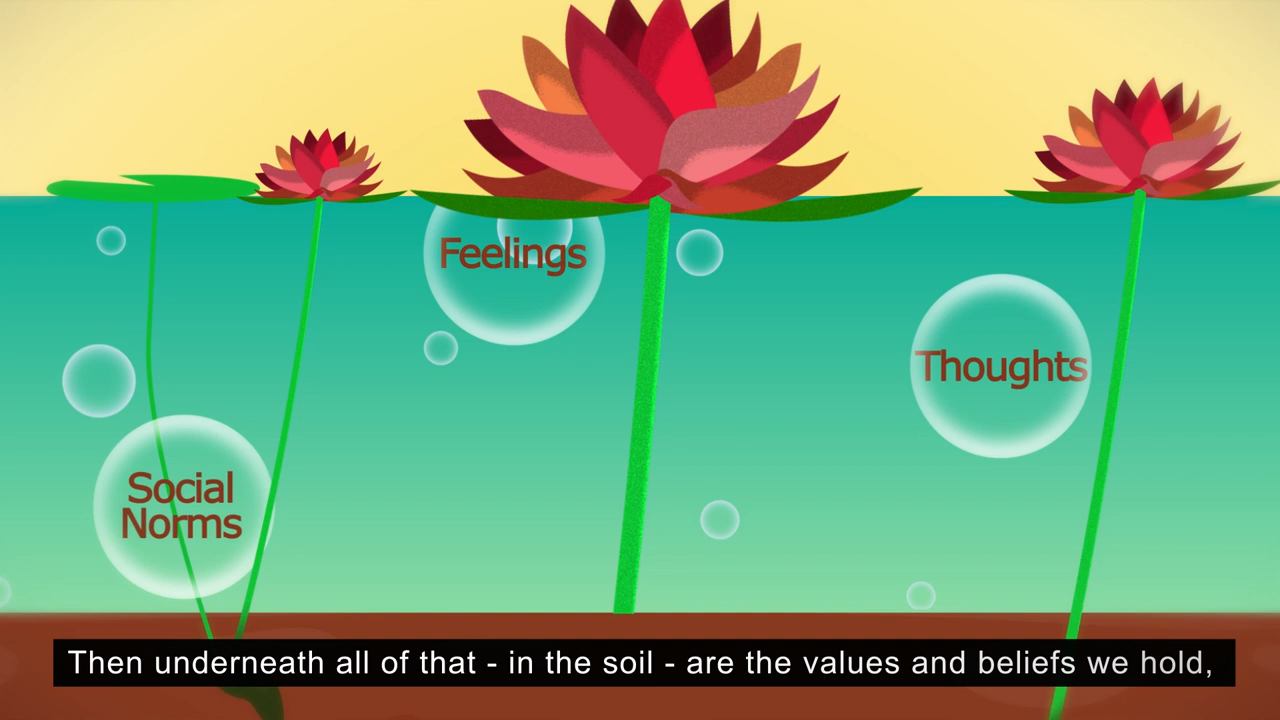 Feelings
Thoughts
Social
Norms
Then underneath all of that - in the soil - are the values and beliefs we hold,